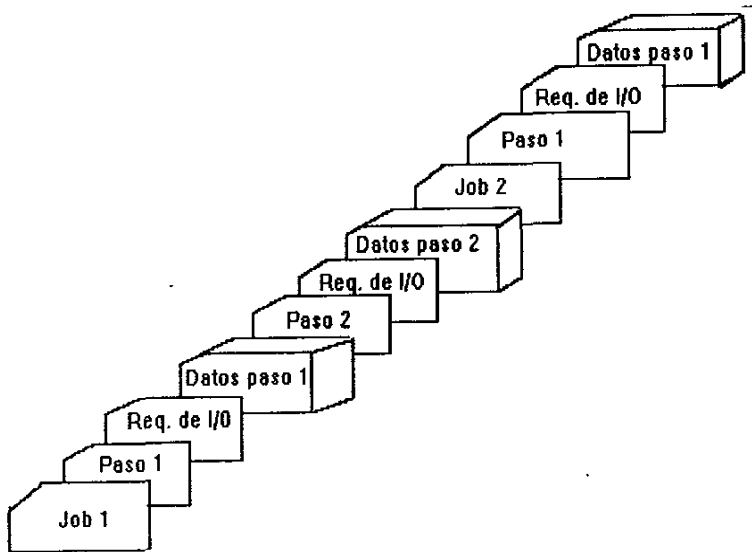 Datos paso 1
Req. de I/O
Paso 1
Job 2
Datos paso 2
Req. de I/O
Paso 2
Datos paso 1
Req. de I/O
Paso 1
Job 1